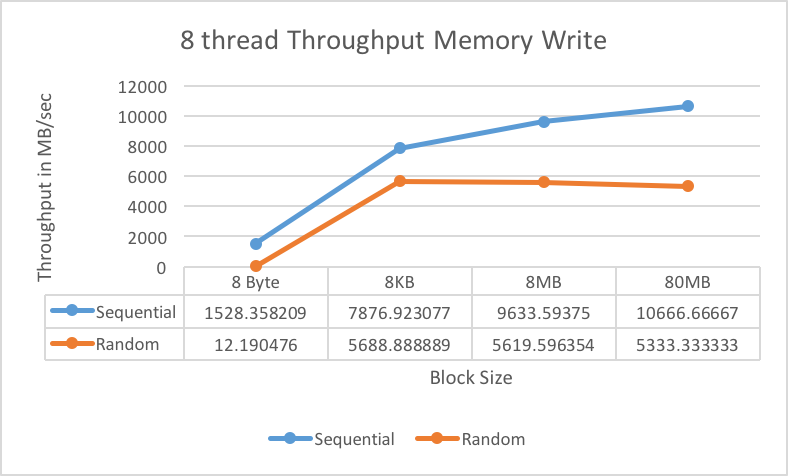 8 thread Throughput Memory Write
Throughput in MB/sec
12000
10000
8000
6000
4000
2000
0
8 Byte 8KB 8MB 80MB
Sequential 1528.358209 7876.923077 9633.59375 10666.66667
Random 12.190476 5688.888889 5619.596354 5333.333333
Block Size
Sequential Random